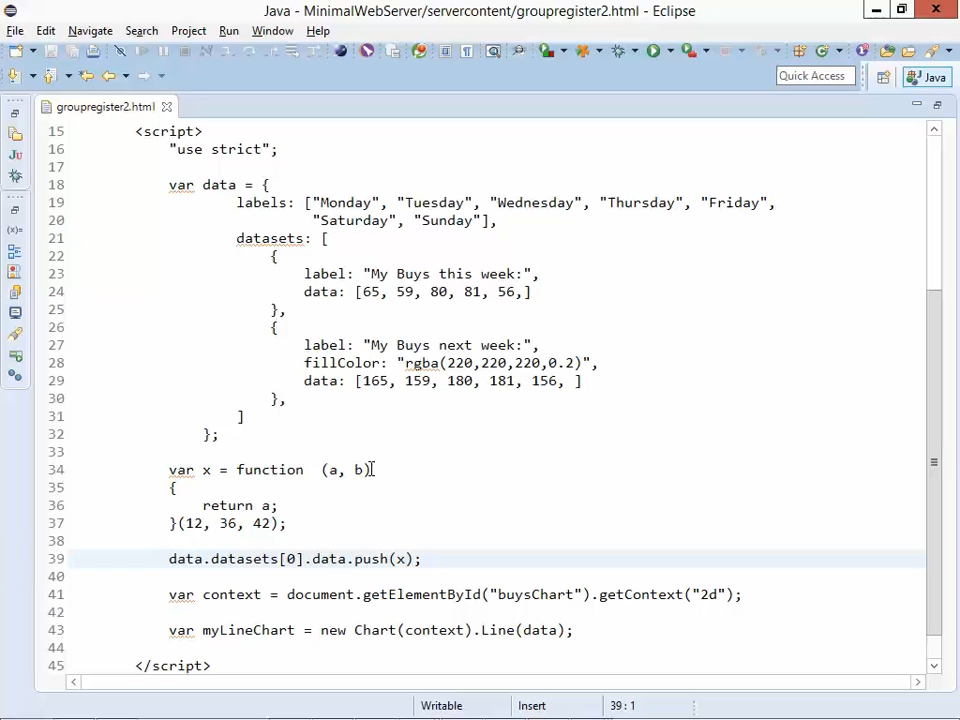 Java - MinimalWebServer/servercontent/groupregister2.html - Eclipse
File Edit Navigate Search Project Run Window Help
Quick Access Java
groupregister2.html
15 <script>
16 "use strict";
17
18 var data = {
19 labels: ["Monday", "Tuesday", "Wednesday", "Thursday", "Friday",
20 "Saturday", "Sunday"],
21 datasets: [
22 {
23 label: "My Buys this week:",
24 data: [65, 59, 80, 81, 56,]
25 },
26 {
27 label: "My Buys next week:",
28 fillColor: "rgba(220,220,220,0.2)",
29 data: [165, 159, 180, 181, 156, ]
30 },
31 ]
32 };
33
34 var x = function  (a, b)
35 {
36 return a;
37 }(12, 36, 42);
38
39 data.datasets[0].data.push(x);
40
41 var context = document.getElementById("buysChart").getContext("2d");
42
43 var myLineChart = new Chart(context).Line(data);
44
45 </script>
Writable Insert 39 : 1